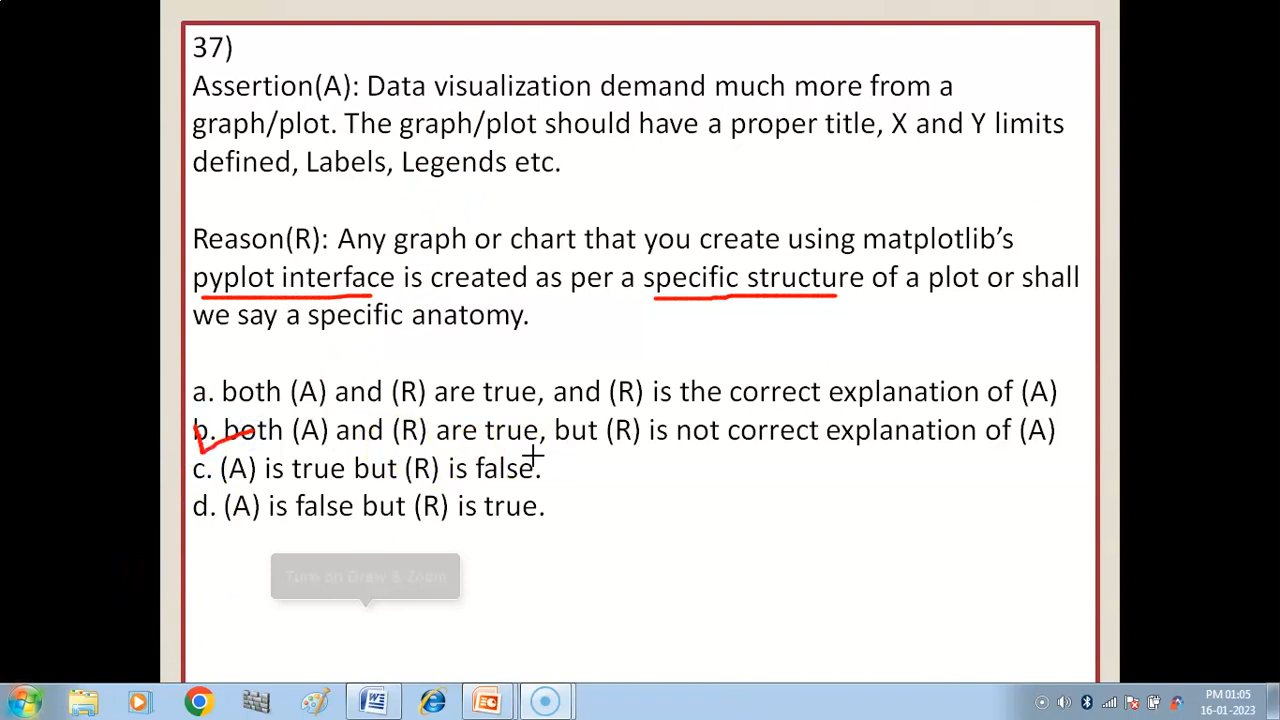 37)
Assertion(A): Data visualization demand much more from a
graph/plot. The graph/plot should have a proper title, X and Y limits
defined, Labels, Legends etc.
Reason(R): Any graph or chart that you create using matplotlib’s
pyplot interface is created as per a specific structure of a plot or shall
we say a specific anatomy.
a. both (A) and (R) are true, and (R) is the correct explanation of (A)
b. both (A) and (R) are true, but (R) is not correct explanation of (A)
c. (A) is true but (R) is false.
d. (A) is false but (R) is true.
Turn on Draw & Zoom
PM 01:05
16-01-2023